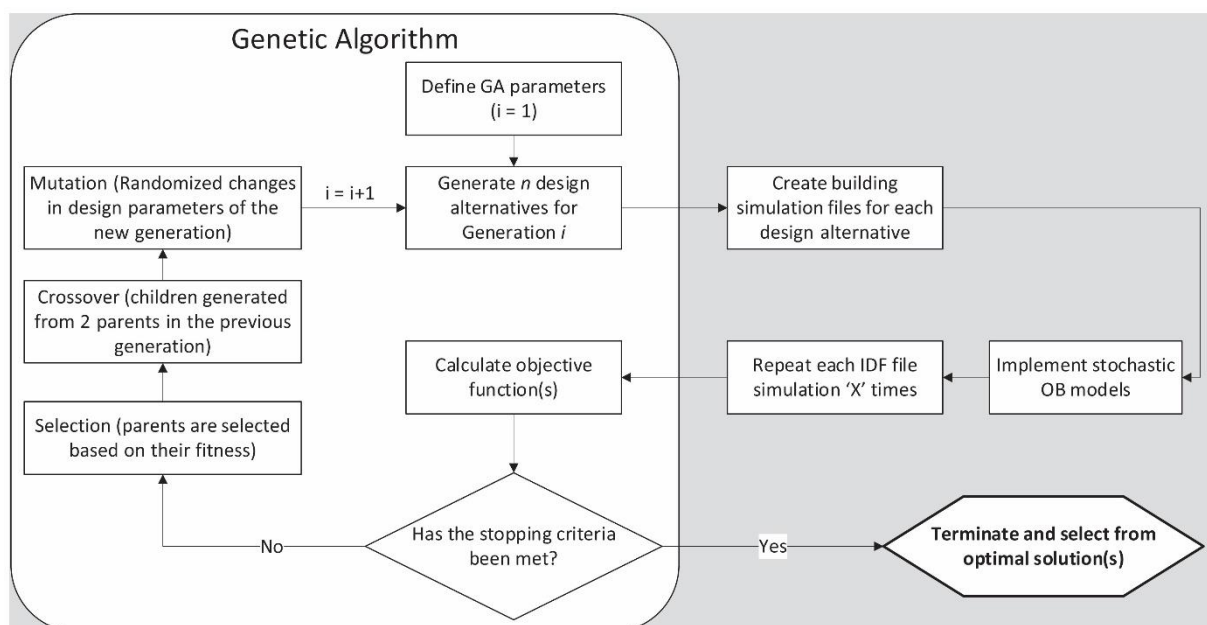 Genetic Algorithm
Define GA parameters
(i = 1)
Mutation (Randomized changes
in design parameters of the
new generation)
i = i+1
Generate n design
alternatives for
Generation i
Create building
simulation files for each
design alternative
Crossover (children generated
from 2 parents in the previous
generation)
Calculate objective
function(s)
Repeat each IDF file
simulation ‘X’ times
Implement stochastic
OB models
Selection (parents are selected
based on their fitness)
No
Has the stopping criteria
been met?
Yes
Terminate and select from
optimal solution(s)